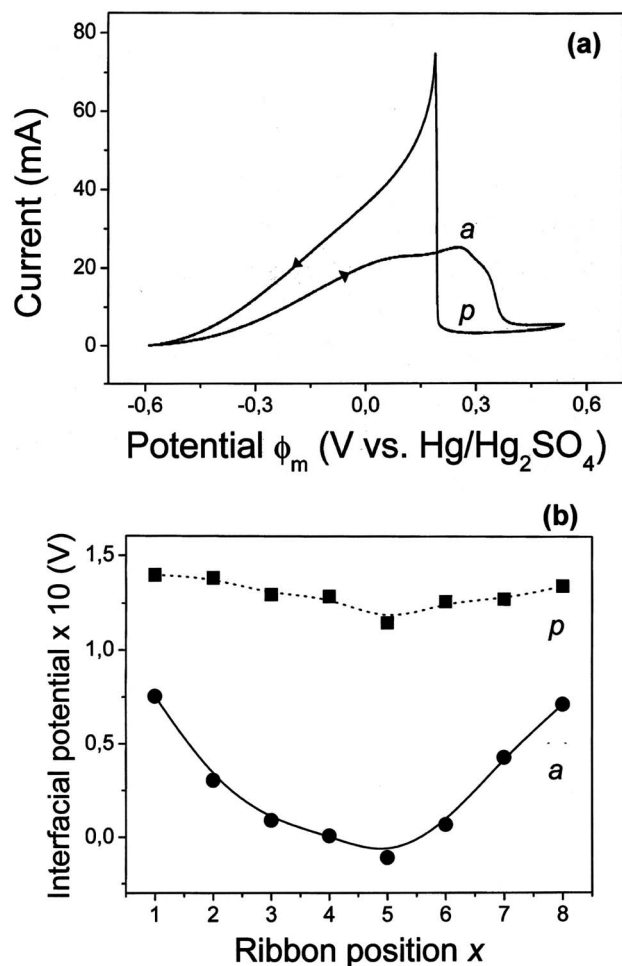 (a)
80
60
40
20
0
Current (mA)
a
p
-0,6 -0,3 0,0 0,3 0,6
Potential ϕₘ (V vs. Hg/Hg₂SO₄)
(b)
1,5
1,0
0,5
0,0
Interfacial potential x 10 (V)
p
a
1 2 3 4 5 6 7 8
Ribbon position x